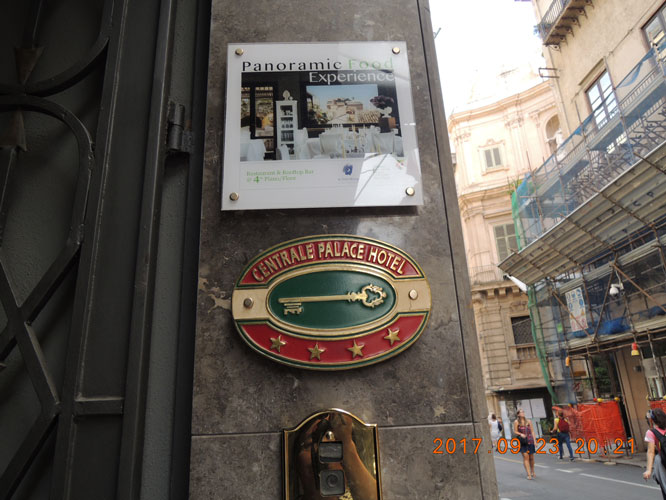 Panoramic Food
Experience
Restaurant & Rooftop Bar
4° Piano/Floor
CENTRALE PALACE HOTEL
2017 09 23 20:21